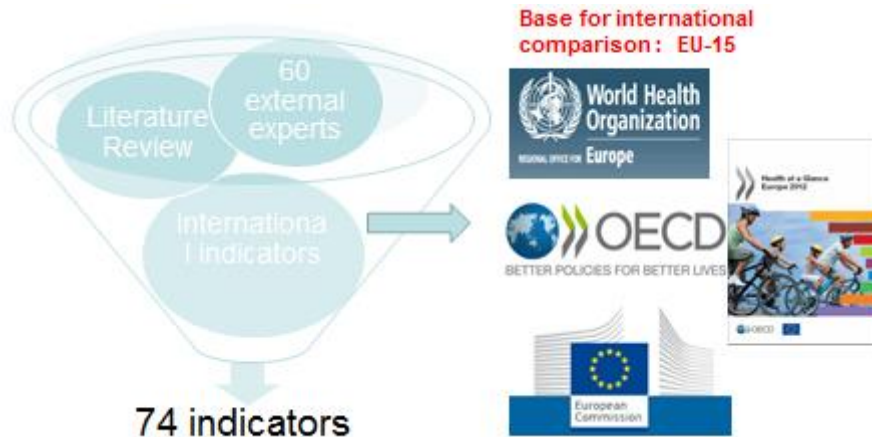 Base for international
comparison : EU-15
60
external
experts
Literature
Review
Internationa
l indicators
World Health
Organization
REGIONAL OFFICE FOR Europe
Health at a Glance
Europe 2012
OECD
BETTER POLICIES FOR BETTER LIVES
OECD
European
Commission
74 indicators